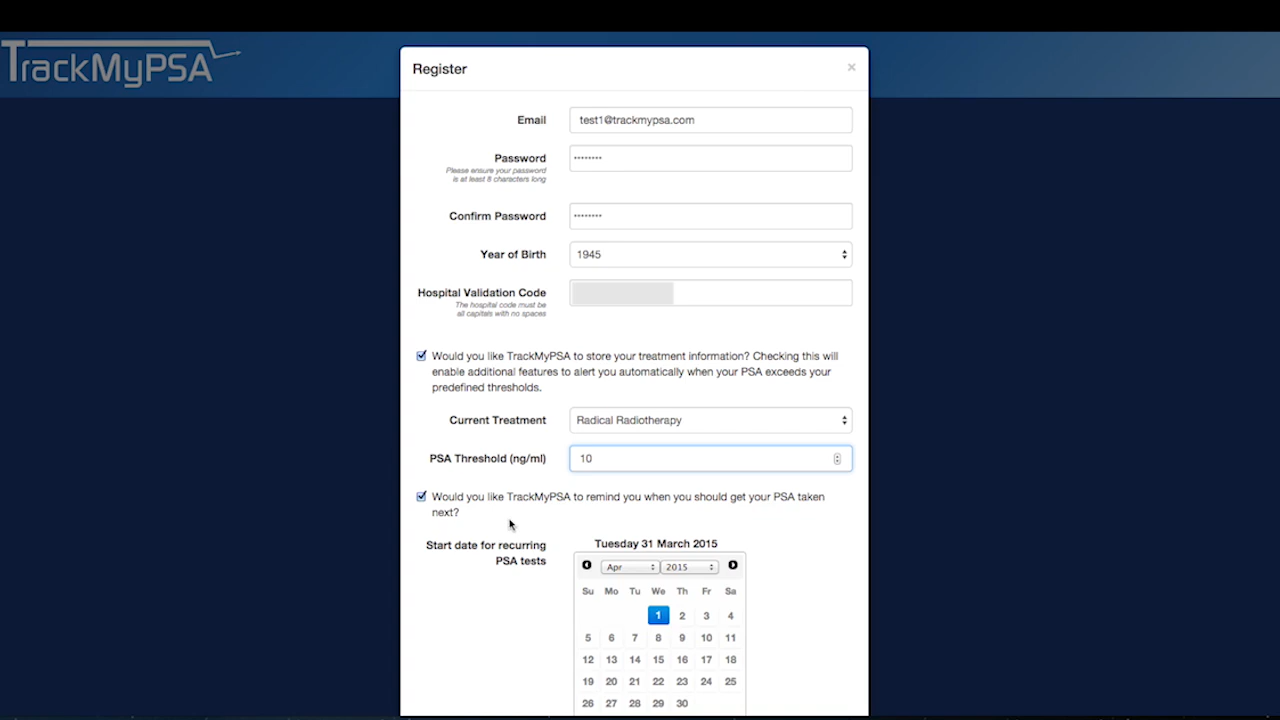 TrackMyPSA
Register
×
Email
test1@trackmypsa.com
Password
Please ensure your password
is at least 8 characters long
••••••••
Confirm Password
••••••••
Year of Birth
1945
Hospital Validation Code
The hospital code must be
all capitals with no spaces
Would you like TrackMyPSA to store your treatment information? Checking this will
enable additional features to alert you automatically when your PSA exceeds your
predefined thresholds.
Current Treatment
Radical Radiotherapy
PSA Threshold (ng/ml)
10
Would you like TrackMyPSA to remind you when you should get your PSA taken
next?
Start date for recurring
PSA tests
Tuesday 31 March 2015
Apr 2015
Su Mo Tu We Th Fr Sa
1 2 3 4
5 6 7 8 9 10 11
12 13 14 15 16 17 18
19 20 21 22 23 24 25
26 27 28 29 30